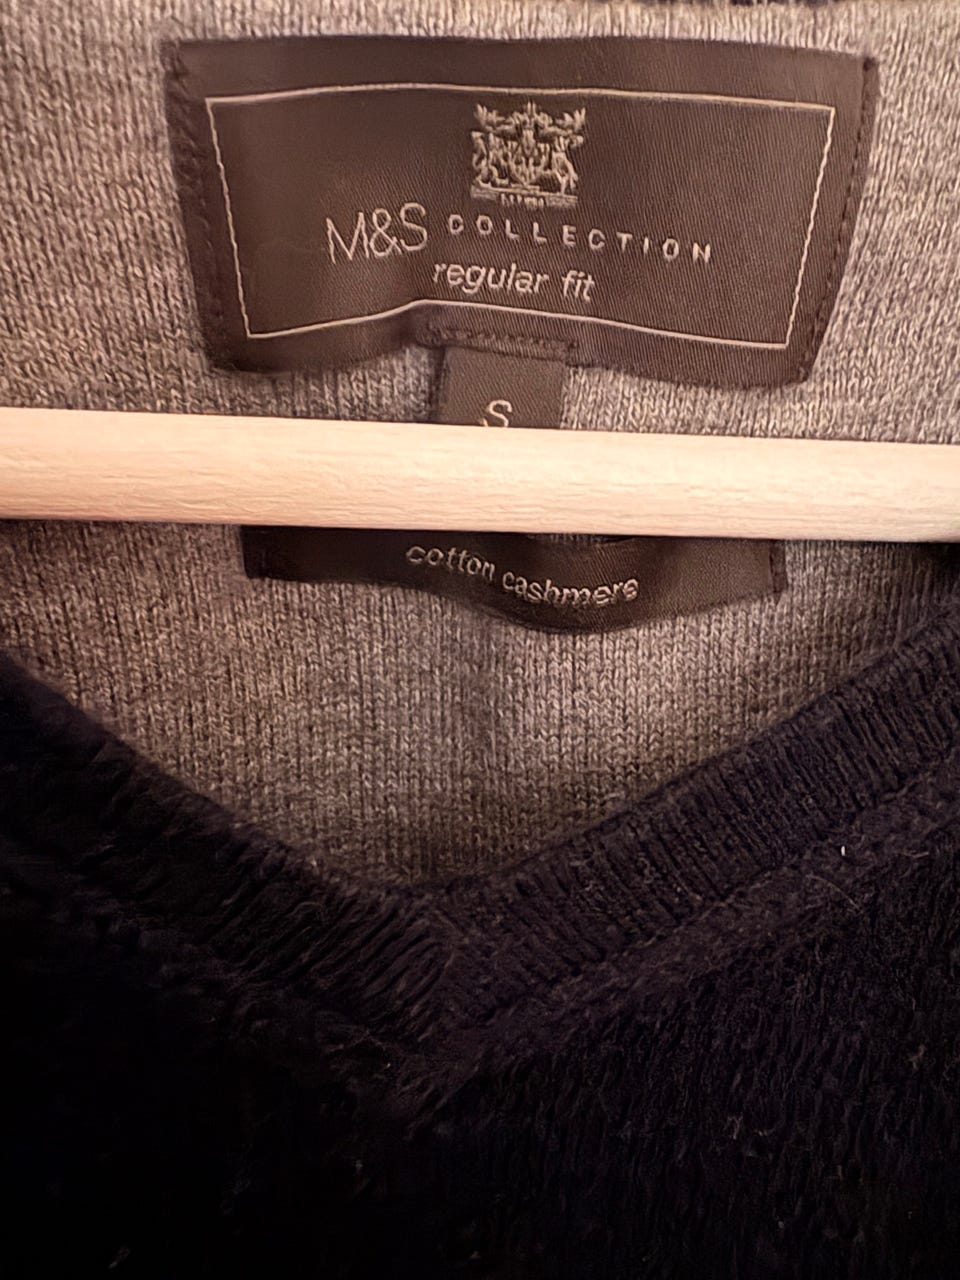 M&S COLLECTION
regular fit
S
cotton cashmere